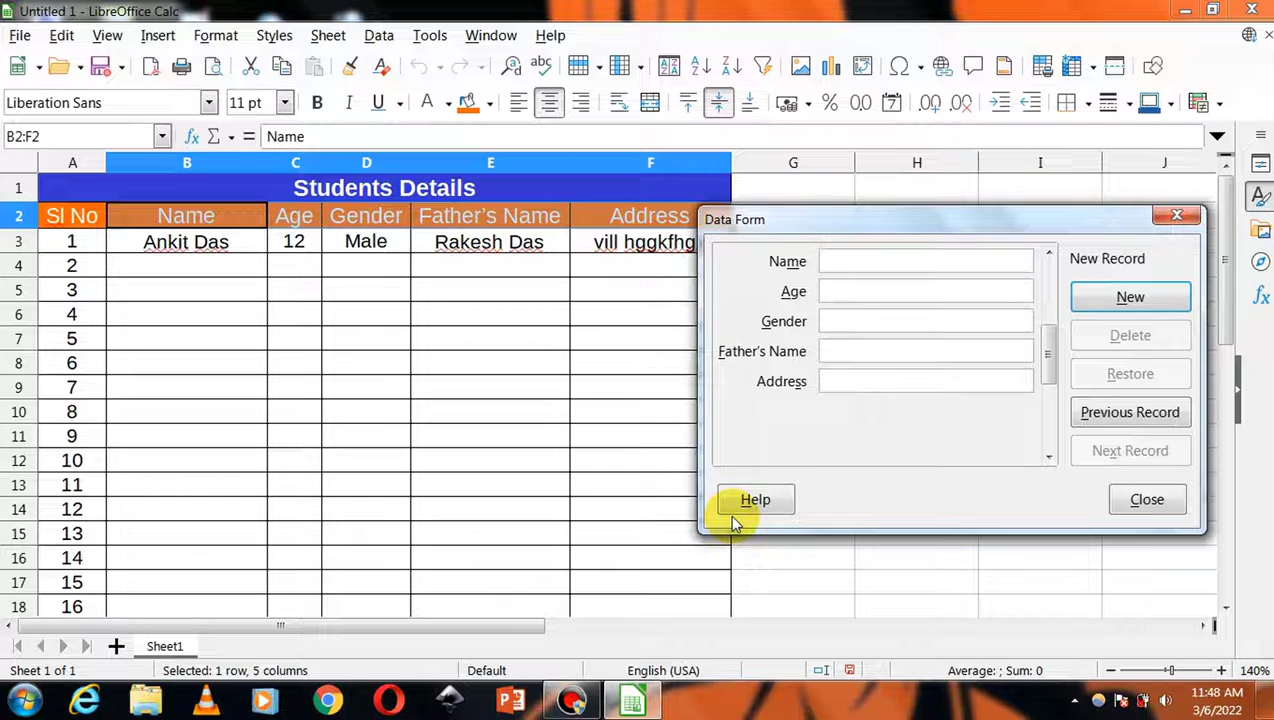 Untitled 1 - LibreOffice Calc
File Edit View Insert Format Styles Sheet Data Tools Window Help
Liberation Sans 11 pt
B2:F2 Name
A B C D E F G H I J
1 Students Details
2 Sl No Name Age Gender Father's Name Address
3 1 Ankit Das 12 Male Rakesh Das vill hggkfhg
4 2
5 3
6 4
7 5
8 6
9 7
10 8
11 9
12 10
13 11
14 12
15 13
16 14
17 15
18 16
Data Form
Name
Age
Gender
Father's Name
Address
New Record
New
Delete
Restore
Previous Record
Next Record
Help Close
Sheet1
Sheet 1 of 1 Selected: 1 row, 5 columns Default English (USA) Average: ; Sum: 0 140%
11:48 AM
3/6/2022